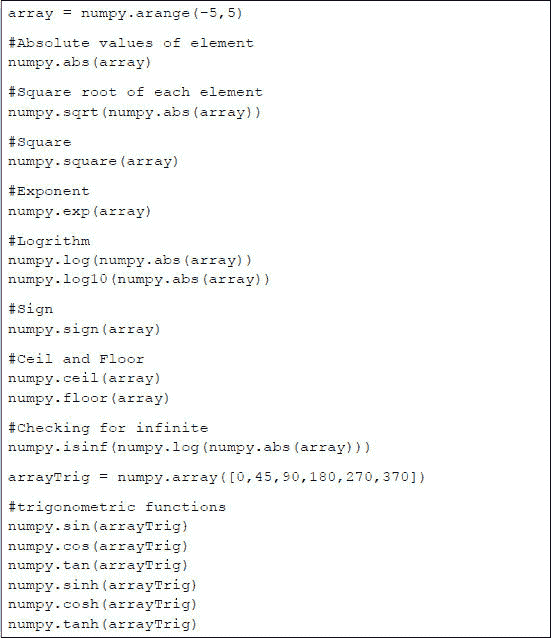 array = numpy.arange(-5,5)
#Absolute values of element
numpy.abs(array)
#Square root of each element
numpy.sqrt(numpy.abs(array))
#Square
numpy.square(array)
#Exponent
numpy.exp(array)
#Logrithm
numpy.log(numpy.abs(array))
numpy.log10(numpy.abs(array))
#Sign
numpy.sign(array)
#Ceil and Floor
numpy.ceil(array)
numpy.floor(array)
#Checking for infinite
numpy.isinf(numpy.log(numpy.abs(array)))
arrayTrig = numpy.array([0,45,90,180,270,370])
#trigonometric functions
numpy.sin(arrayTrig)
numpy.cos(arrayTrig)
numpy.tan(arrayTrig)
numpy.sinh(arrayTrig)
numpy.cosh(arrayTrig)
numpy.tanh(arrayTrig)